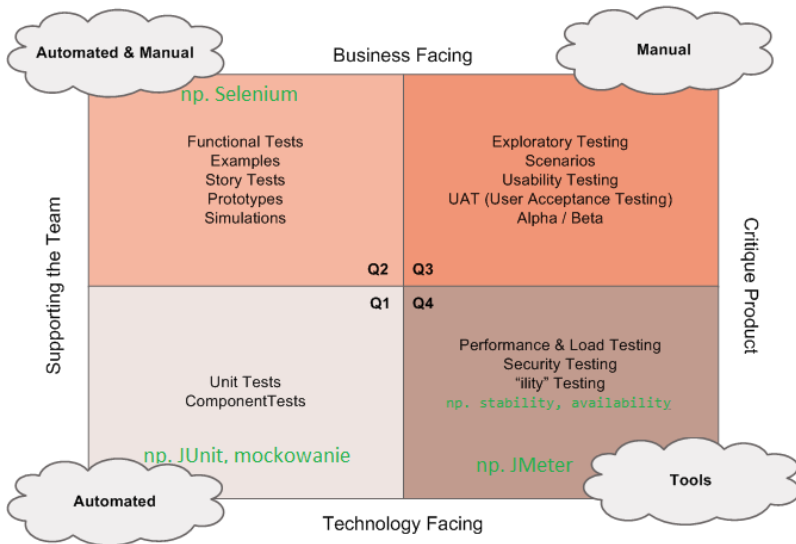 Automated & Manual
Business Facing
Manual
np. Selenium
Functional Tests
Examples
Story Tests
Prototypes
Simulations
Exploratory Testing
Scenarios
Usability Testing
UAT (User Acceptance Testing)
Alpha / Beta
Supporting the Team
Critique Product
Q2
Q3
Q1
Q4
Unit Tests
ComponentTests
Performance & Load Testing
Security Testing
"ility" Testing
np. stability, availability
np. JUnit, mockowanie
np. JMeter
Automated
Tools
Technology Facing